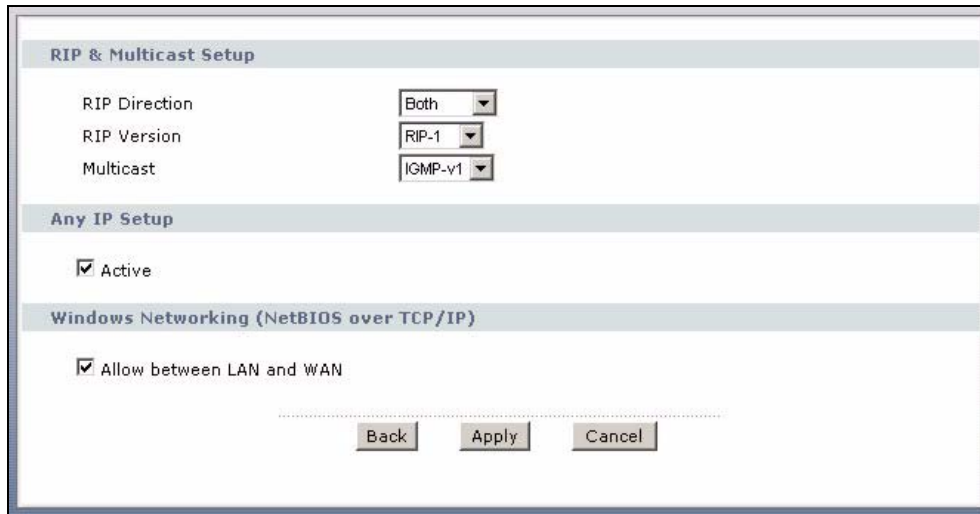 RIP & Multicast Setup
RIP Direction Both
RIP Version RIP-1
Multicast IGMP-v1
Any IP Setup
Active
Windows Networking (NetBIOS over TCP/IP)
Allow between LAN and WAN
Back Apply Cancel